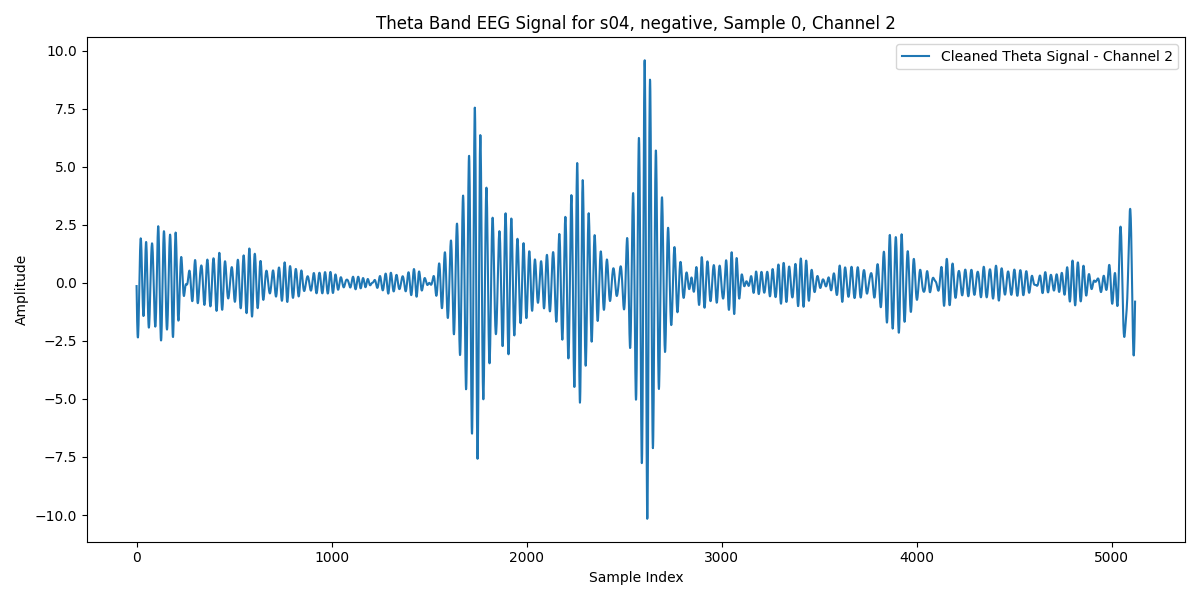 Theta Band EEG Signal for s04, negative, Sample 0, Channel 2
Cleaned Theta Signal - Channel 2
Amplitude
10.0
7.5
5.0
2.5
0.0
−2.5
−5.0
−7.5
−10.0
0 1000 2000 3000 4000 5000
Sample Index